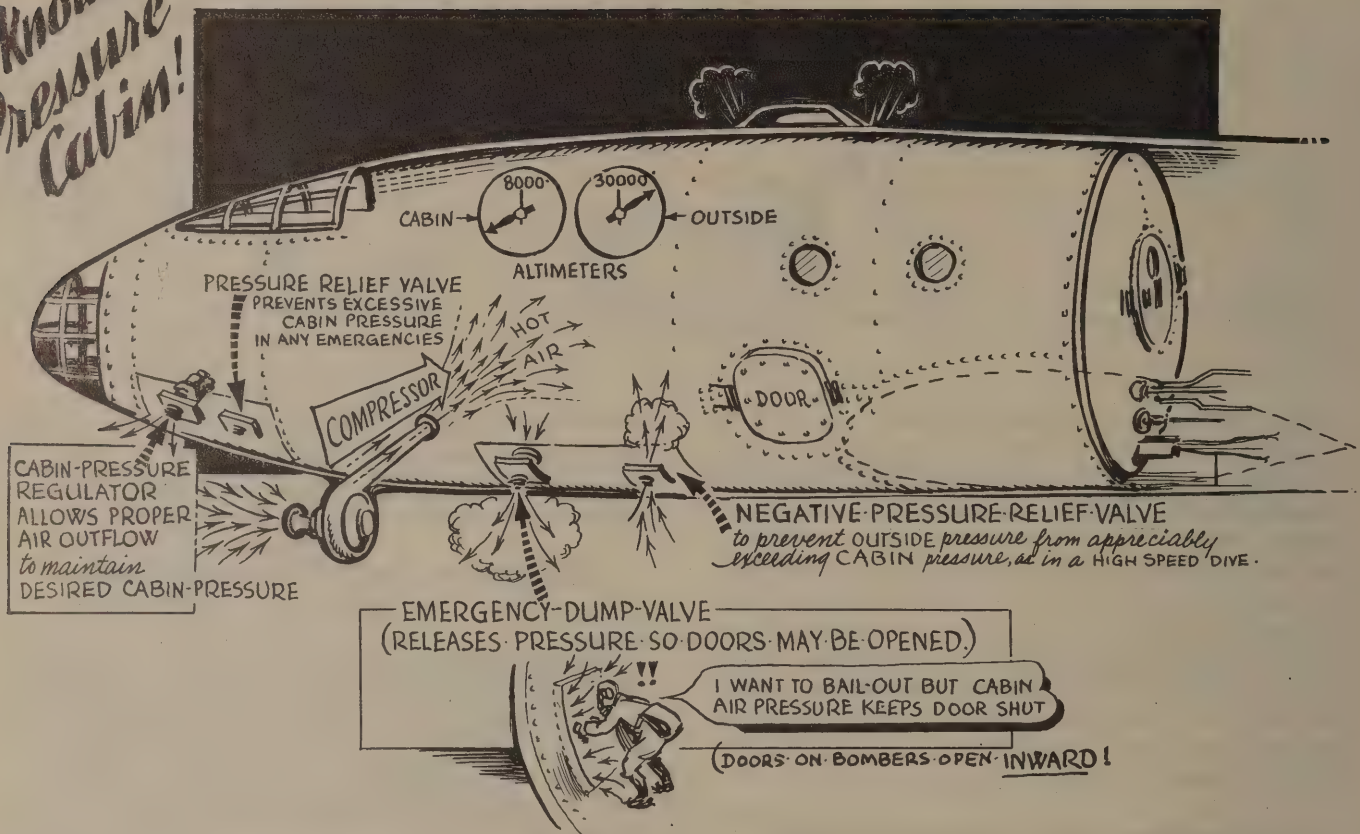 Know
Pressure
Cabin!
8000
30000
CABIN
OUTSIDE
ALTIMETERS
PRESSURE RELIEF VALVE
PREVENTS EXCESSIVE
CABIN PRESSURE
IN ANY EMERGENCIES
HOT
AIR
COMPRESSOR
DOOR
CABIN-PRESSURE
REGULATOR
ALLOWS PROPER
AIR OUTFLOW
to maintain
DESIRED CABIN-PRESSURE
NEGATIVE·PRESSURE·RELIEF·VALVE
to prevent OUTSIDE pressure from appreciably
exceeding CABIN pressure, as in a HIGH SPEED DIVE.
EMERGENCY-DUMP-VALVE
(RELEASES·PRESSURE·SO·DOORS·MAY·BE·OPENED.)
!!
I WANT TO BAIL-OUT BUT CABIN
AIR PRESSURE KEEPS DOOR SHUT
(DOORS·ON·BOMBERS·OPEN·INWARD!